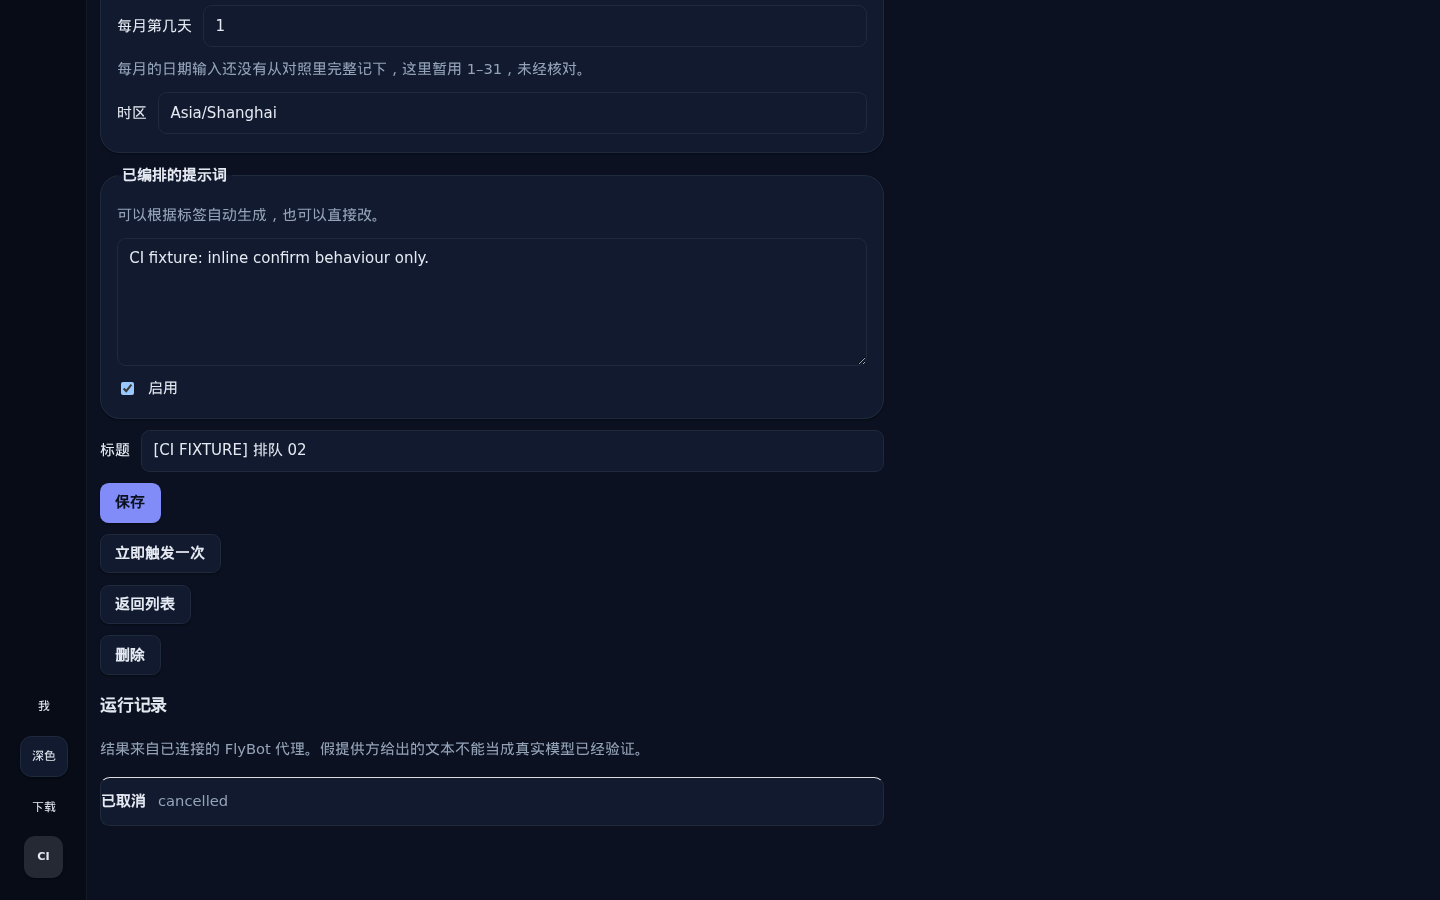 每月第几天 1
每月的日期输入还没有从对照里完整记下，这里暂用 1–31，未经核对。
时区 Asia/Shanghai
已编排的提示词
可以根据标签自动生成，也可以直接改。
CI fixture: inline confirm behaviour only.
启用
标题 [CI FIXTURE] 排队 02
保存
立即触发一次
返回列表
删除
运行记录
结果来自已连接的 FlyBot 代理。假提供方给出的文本不能当成真实模型已经验证。
已取消 cancelled
我
深色
下载
CI